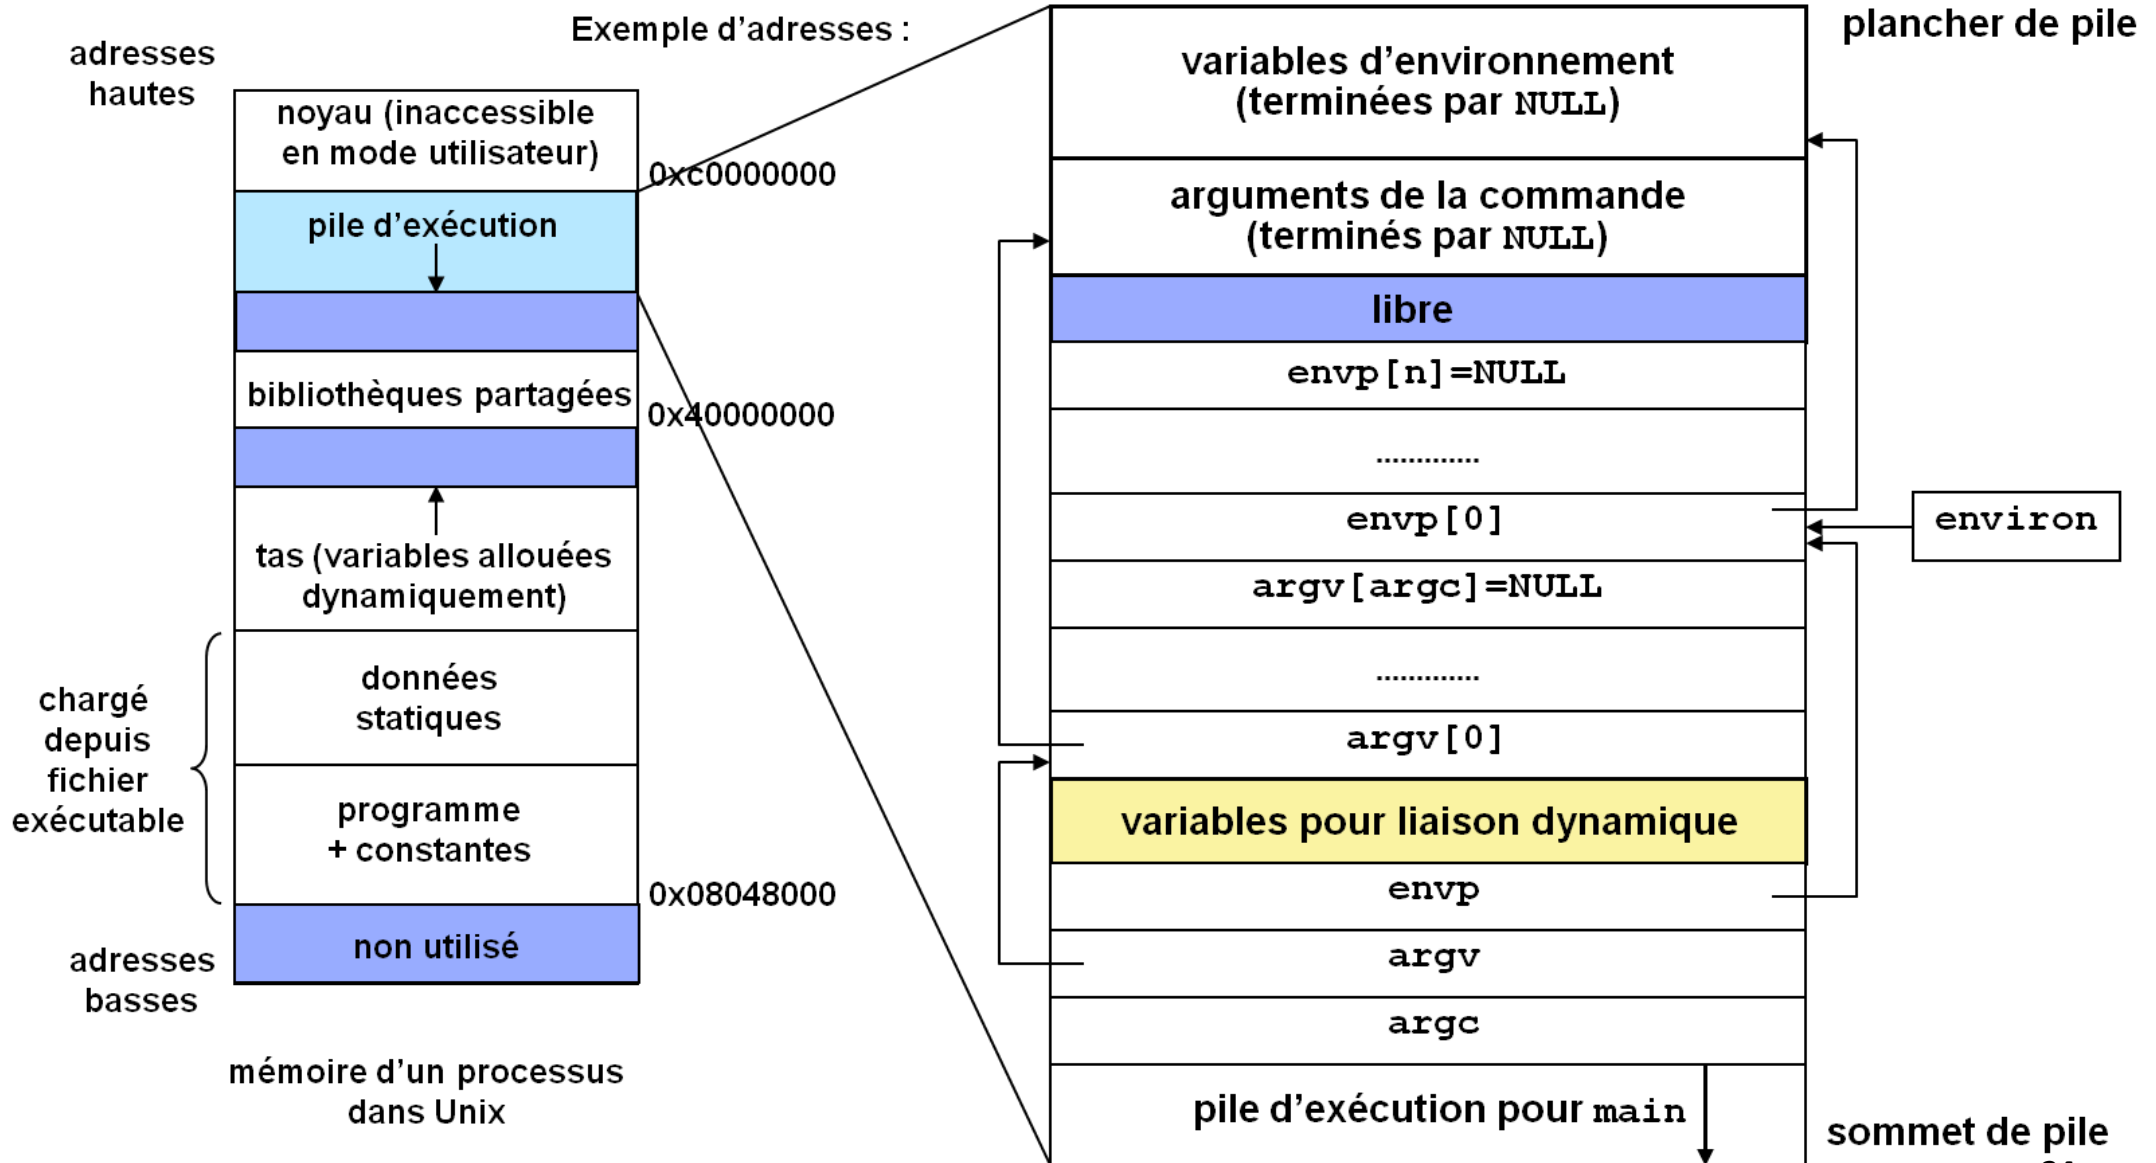 Exemple d’adresses :
adresses
hautes
noyau (inaccessible
en mode utilisateur)
0xc0000000
pile d’exécution
bibliothèques partagées
0x40000000
tas (variables allouées
dynamiquement)
chargé
depuis
fichier
exécutable
données
statiques
programme
+ constantes
0x08048000
non utilisé
adresses
basses
mémoire d’un processus
dans Unix
plancher de pile
variables d’environnement
(terminées par NULL)
arguments de la commande
(terminés par NULL)
libre
envp[n]=NULL
.............
envp[0]
environ
argv[argc]=NULL
.............
argv[0]
variables pour liaison dynamique
envp
argv
argc
pile d’exécution pour main
sommet de pile